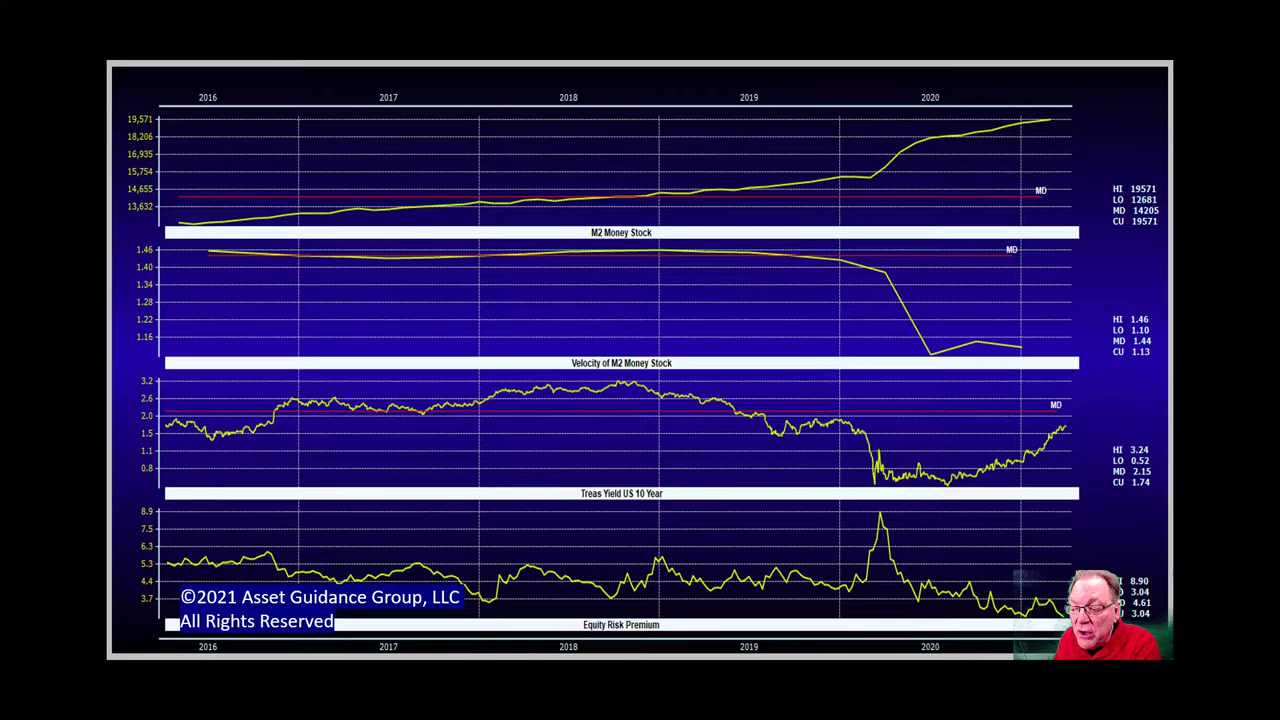 2016 2017 2018 2019 2020
19,571
18,206
16,935
15,754
14,655
13,632
MD
HI 19571
LO 12681
MD 14205
CU 19571
M2 Money Stock
1.46
1.40
1.34
1.28
1.22
1.16
MD
HI 1.46
LO 1.10
MD 1.44
CU 1.13
Velocity of M2 Money Stock
3.2
2.6
2.0
1.5
1.1
0.8
MD
HI 3.24
LO 0.52
MD 2.15
CU 1.74
Treas Yield US 10 Year
8.9
7.5
6.3
5.3
4.4
3.7
8.90
3.04
4.61
3.04
©2021 Asset Guidance Group, LLC
All Rights Reserved
Equity Risk Premium
2016 2017 2018 2019 2020